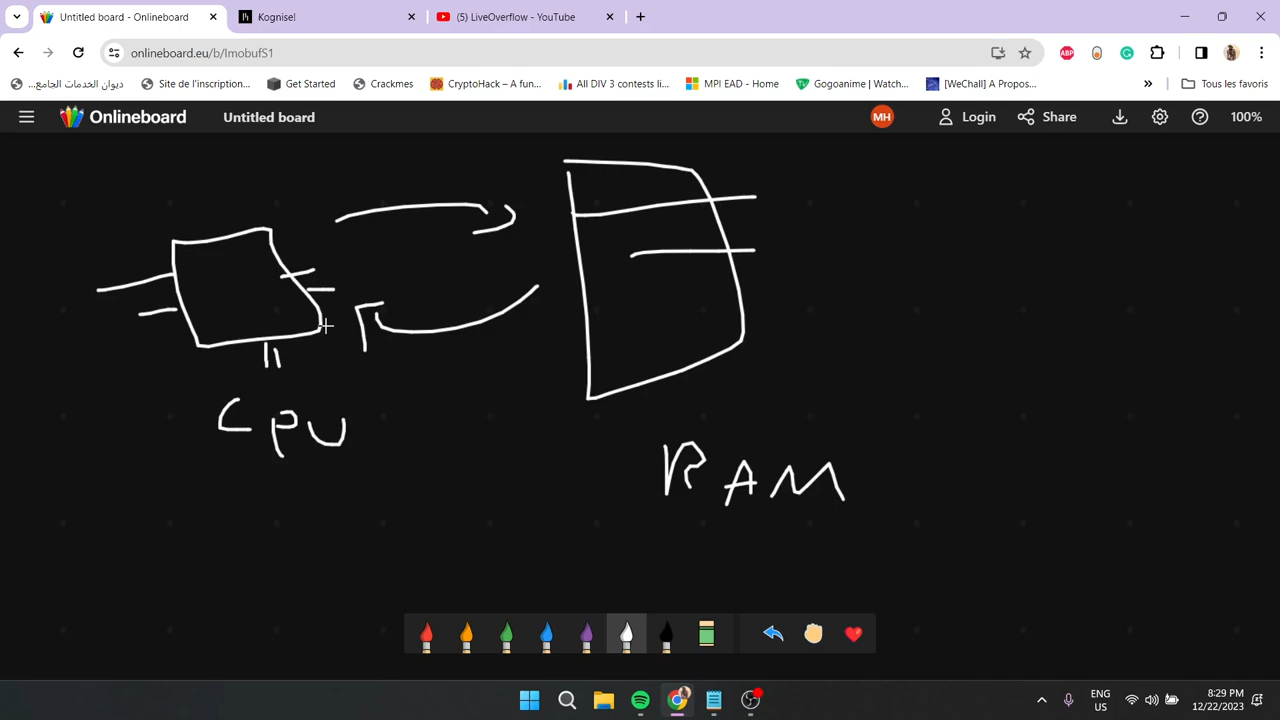 Untitled board - Onlineboard
Kognise!
(5) LiveOverflow - YouTube
onlineboard.eu/b/ImobufS1
ABP
ديوان الخدمات الجامع...
Site de l'inscription...
Get Started
Crackmes
CryptoHack – A fun...
All DIV 3 contests li...
MPI EAD - Home
Gogoanime | Watch...
[WeChall] A Propos...
»
Tous les favoris
Onlineboard
Untitled board
MH
Login
Share
100%
CPU
RAM
ENG
US
8:29 PM
12/22/2023